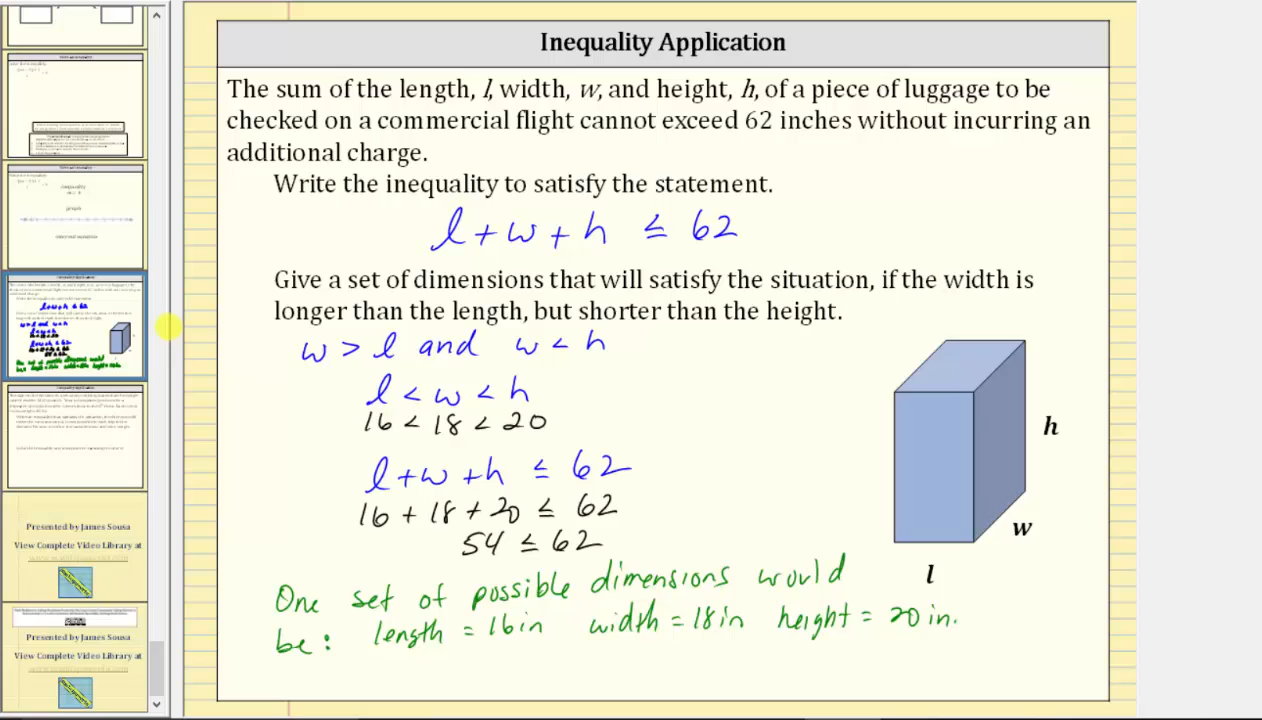 Inequality Application
The sum of the length, l, width, w, and height, h, of a piece of luggage to be
checked on a commercial flight cannot exceed 62 inches without incurring an
additional charge.
Write the inequality to satisfy the statement.
l + w + h ≤ 62
Give a set of dimensions that will satisfy the situation, if the width is
longer than the length, but shorter than the height.
w > l and w < h
l < w < h
16 < 18 < 20
l + w + h ≤ 62
16 + 18 + 20 ≤ 62
54 ≤ 62
One set of possible dimensions would
be: length = 16in width = 18in height = 20 in.
h
w
l
Presented by James Sousa
View Complete Video Library at
Presented by James Sousa
View Complete Video Library at